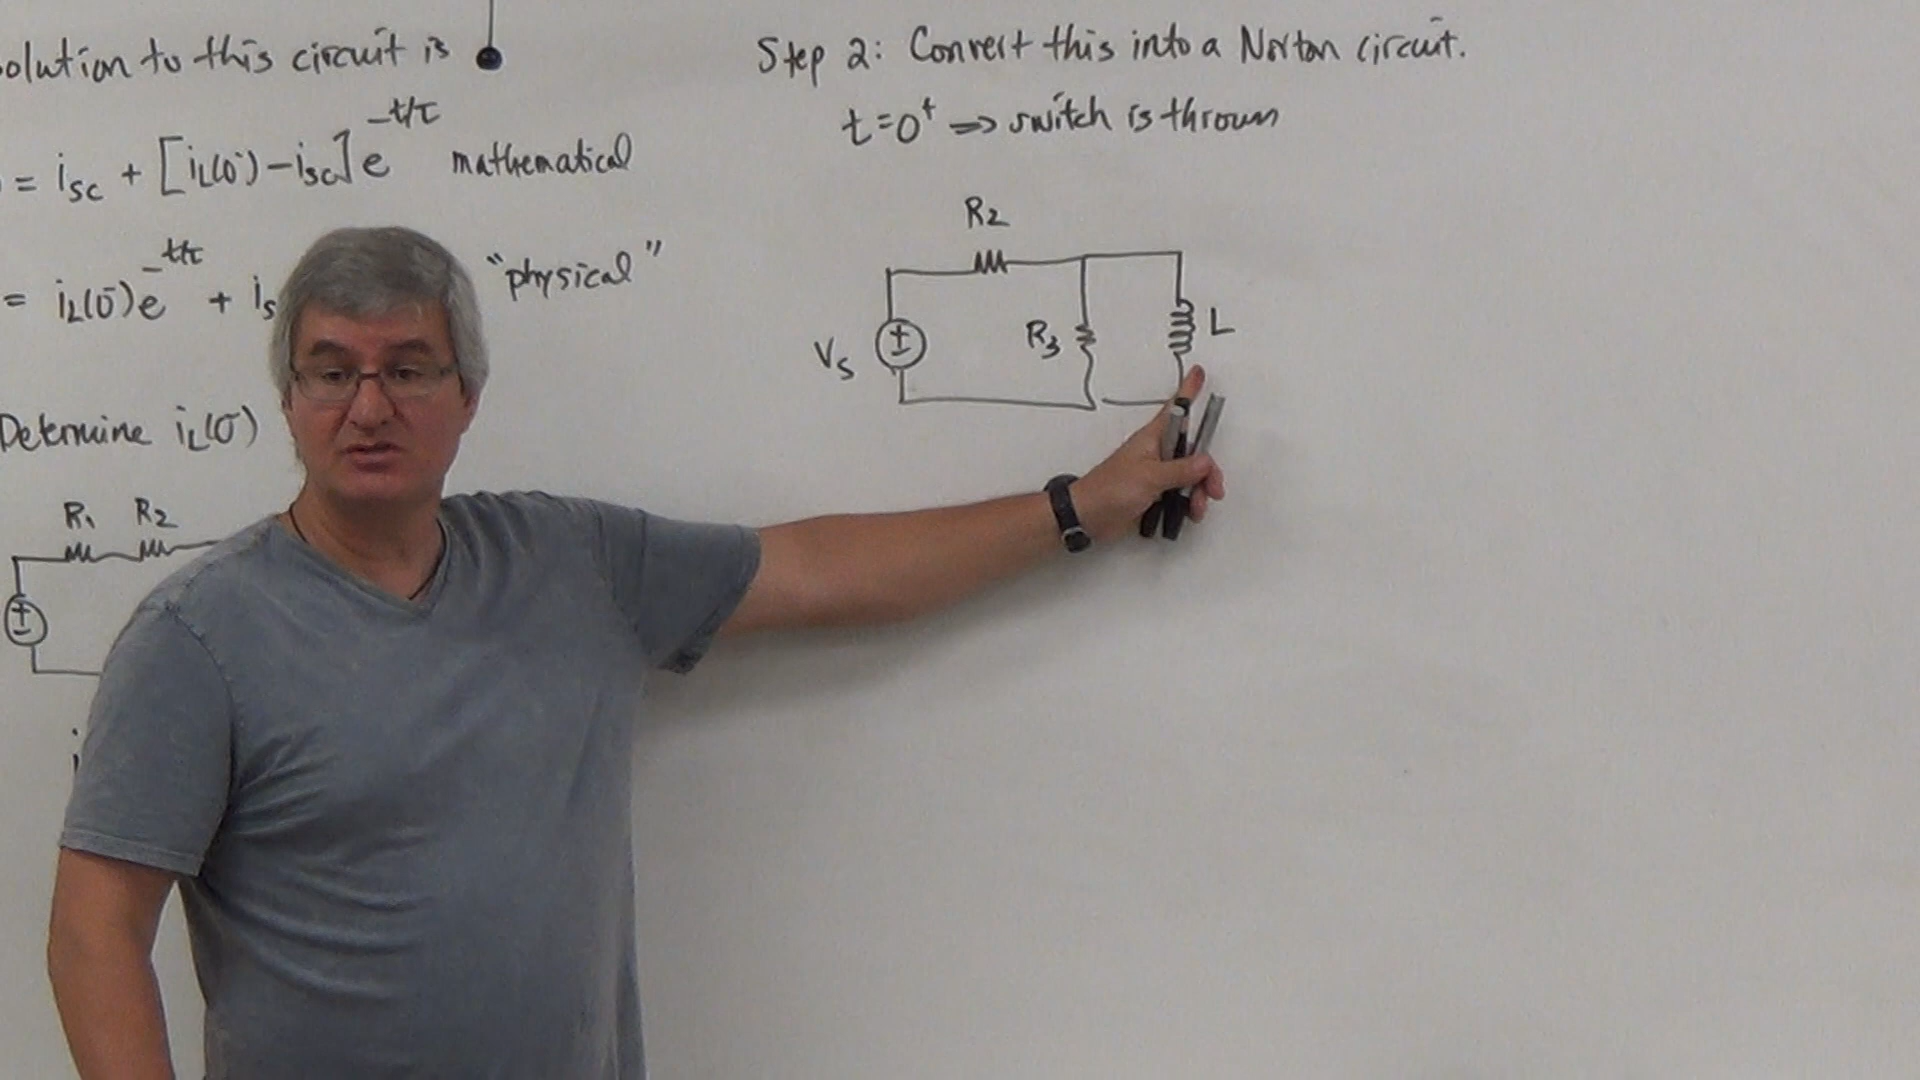 olution to this circuit is
= isc + [iL(0⁻) - isc] e^-t/τ mathematical
= iL(0⁻)e^-t/τ + is "physical"
Determine iL(0⁻)
R1 R2
Step 2: Convert this into a Norton circuit.
t=0⁺ ⇒ switch is thrown
R2
Vs R3 L